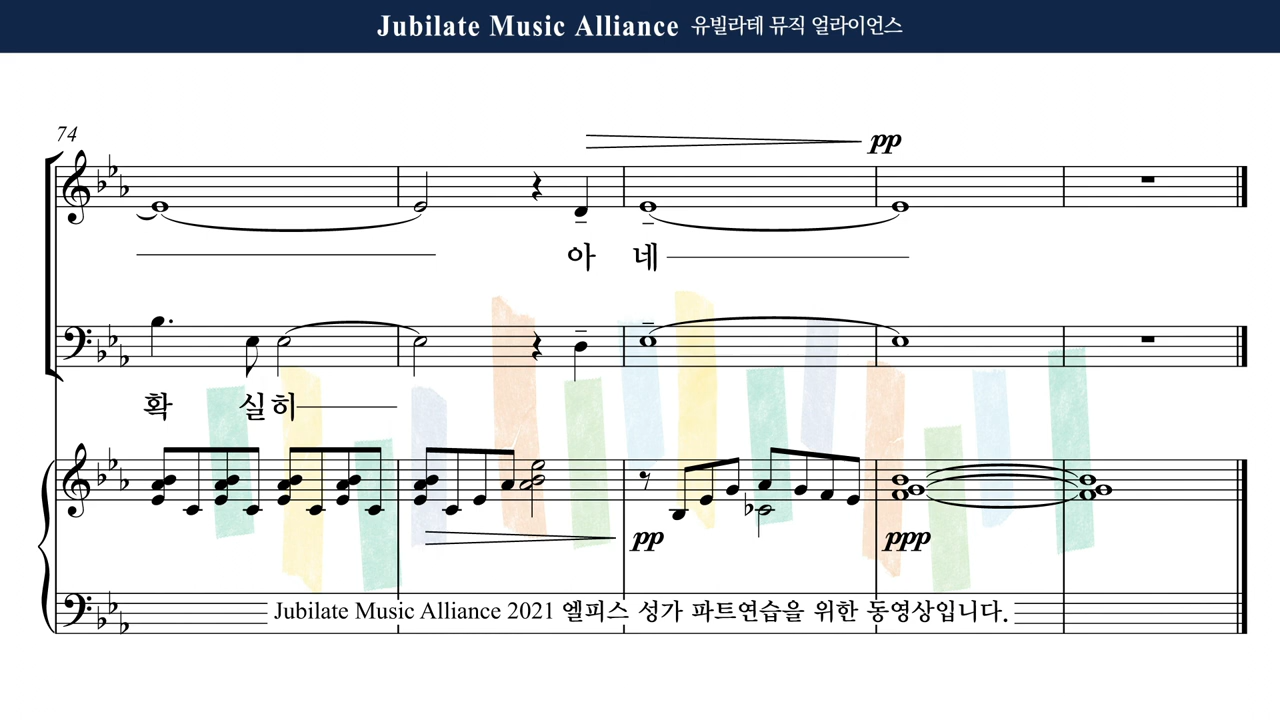 Jubilate Music Alliance 유빌라테 뮤직 얼라이언스
74
pp
아 네
확 실히
pp ppp
Jubilate Music Alliance 2021 엘피스 성가 파트연습을 위한 동영상입니다.